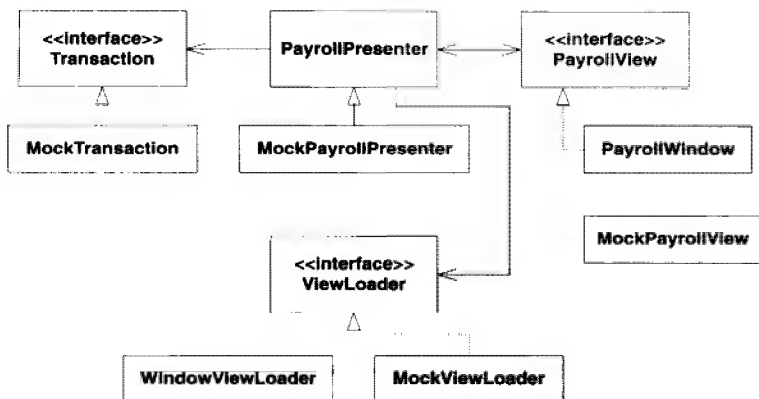 <<interface>>
Transaction
PayrollPresenter
<<interface>>
PayrollView
MockTransaction
MockPayrollPresenter
PayrollWindow
MockPayrollView
<<interface>>
ViewLoader
WindowViewLoader
MockViewLoader